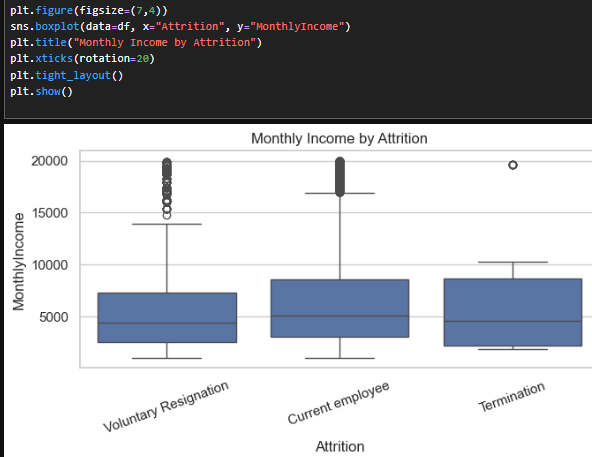 plt.figure(figsize=(7,4))
sns.boxplot(data=df, x="Attrition", y="MonthlyIncome")
plt.title("Monthly Income by Attrition")
plt.xticks(rotation=20)
plt.tight_layout()
plt.show()
Monthly Income by Attrition
20000
15000
10000
5000
MonthlyIncome
Voluntary Resignation
Current employee
Termination
Attrition